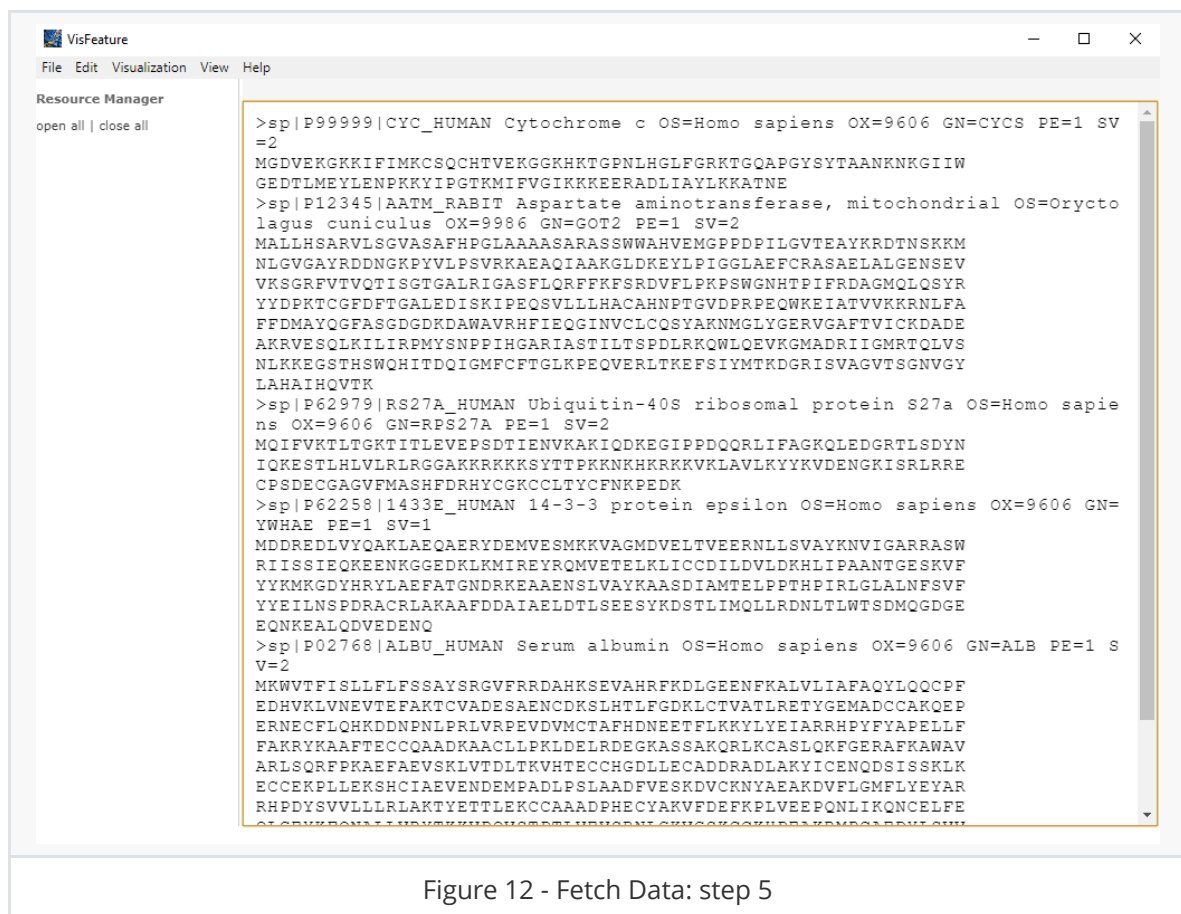 VisFeature
File Edit Visualization View Help
Resource Manager
open all | close all
>sp|P99999|CYC_HUMAN Cytochrome c OS=Homo sapiens OX=9606 GN=CYCS PE=1 SV
=2
MGDVEKGKKIFIMKCSQCHTVEKGGKHKTGPNLHGLFGRKTGQAPGYSYTAANKNKGIIW
GEDTLMEYLENPKKYIPGTKMIFVGIKKKEERADLIAYLKKATNE
>sp|P12345|AATM_RABIT Aspartate aminotransferase, mitochondrial OS=Orycto
lagus cuniculus OX=9986 GN=GOT2 PE=1 SV=2
MALLHSARVLSGVASAFHPGLAAAASARASSWWAHVEMGPPDPILGVTEAYKRDTNSKKM
NLGVGAYRDDNGKPYVLPSVRKAEAQIAAKGLDKEYLPIGGLAEFCRASAELALGENSEV
VKSGRFVTVQTISGTGALRIGASFLQRFFKFSRDVFLPKPSWGNHTPIFRDAGMQLQSYR
YYDPKTCGFDFTGALEDISKIPEQSVLLLHACAHNPTGVDPRPEQWKEIATVVKKRNLFA
FFDMAYQGFASGDGDKDAWAVRHFIEQGINVCLCQSYAKNMGLYGERVGAFTVICKDADE
AKRVESQLKILIRPMYSNPPIHGARIASTILTSPDLRKQWLQEVKGMADRIIGMRTQLVS
NLKKEGSTHSWQHITDQIGMFCFTGLKPEQVERLTKEFSIYMTKDGRISVAGVTSGNVGY
LAHAIHQVTK
>sp|P62979|RS27A_HUMAN Ubiquitin-40S ribosomal protein S27a OS=Homo sapie
ns OX=9606 GN=RPS27A PE=1 SV=2
MQIFVKTLTGKTITLEVEPSDTIENVKAKIQDKEGIPPDQQRLIFAGKQLEDGRTLSDYN
IQKESTLHLVLRLRGGAKKRKKKSYTTPKKNKHKRKKVKLAVLKYYKVDENGKISRLRRE
CPSDECGAGVFMASHFDRHYCGKCCLTYCFNKPEDK
>sp|P62258|1433E_HUMAN 14-3-3 protein epsilon OS=Homo sapiens OX=9606 GN=
YWHAE PE=1 SV=1
MDDREDLVYQAKLAEQAERYDEMVESMKKVAGMDVELTVEERNLLSVAYKNVIGARRASW
RIISSIEQKEENKGGEDKLKMIREYRQMVETELKLICCDILDVLDKHLIPAANTGESKVF
YYKMKGDYHRYLAEFATGNDRKEAAENSLVAYKAASDIAMTELPPTHPIRLGLALNFSVF
YYEILNSPDRACRLAKAAFDDAIAELDTLSEESYKDSTLIMQLLRDNLTLWTSDMQGDGE
EQNKEALQDVEDENQ
>sp|P02768|ALBU_HUMAN Serum albumin OS=Homo sapiens OX=9606 GN=ALB PE=1 S
V=2
MKWVTFISLLFLFSSAYSRGVFRRDAHKSEVAHRFKDLGEENFKALVLIAFAQYLQQCPF
EDHVKLVNEVTEFAKTCVADESAENCDKSLHTLFGDKLCTVATLRETYGEMADCCAKQEP
ERNECFLQHKDDNPNLPRLVRPEVDVMCTAFHDNEETFLKKYLYEIARRHPYFYAPELLF
FAKRYKAAFTECCQAADKAACLLPKLDELRDEGKASSAKQRLKCASLQKFGERAFKAWAV
ARLSQRFPKAEFAEVSKLVTDLTKVHTECCHGDLLECADDRADLAKYICENQDSISSKLK
ECCEKPLLEKSHCIAEVENDEMPADLPSLAADFVESKDVCKNYAEAKDVFLGMFLYEYAR
RHPDYSVVLLLRLAKTYETTLEKCCAAADPHECYAKVFDEFKPLVEEPQNLIKQNCELFE
Figure 12 - Fetch Data: step 5